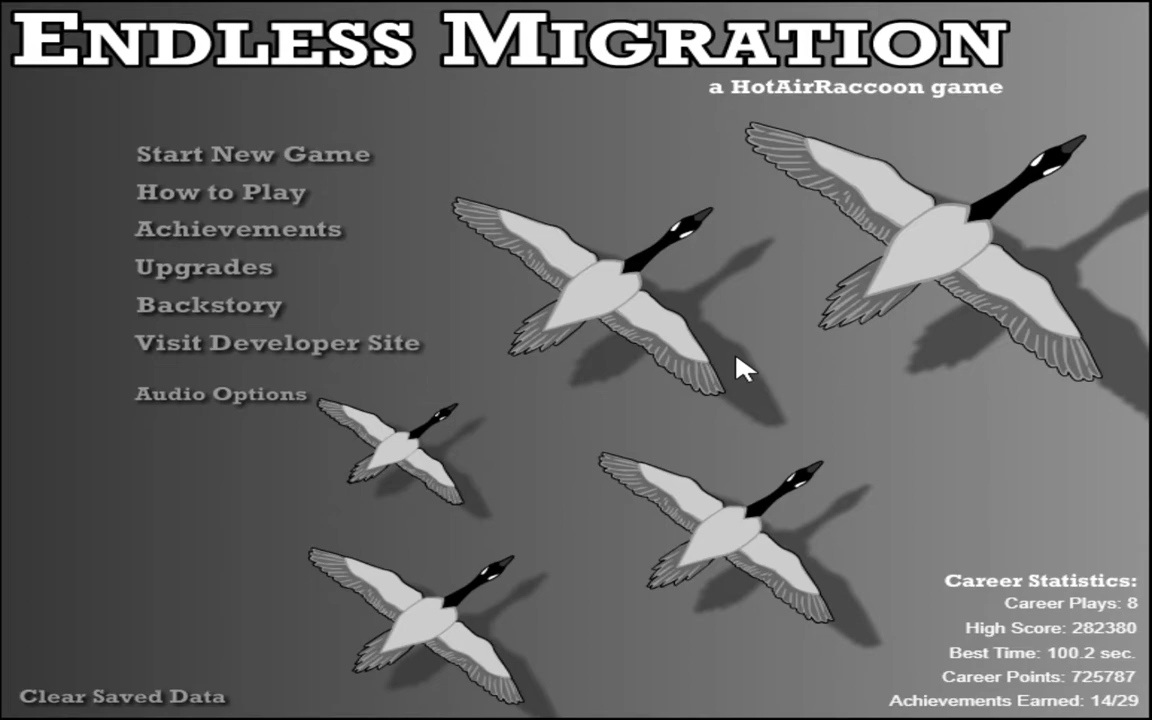 ENDLESS MIGRATION
a HotAirRaccoon game
Start New Game
How to Play
Achievements
Upgrades
Backstory
Visit Developer Site
Audio Options
Career Statistics:
Career Plays: 8
High Score: 282380
Best Time: 100.2 sec.
Career Points: 725787
Achievements Earned: 14/29
Clear Saved Data